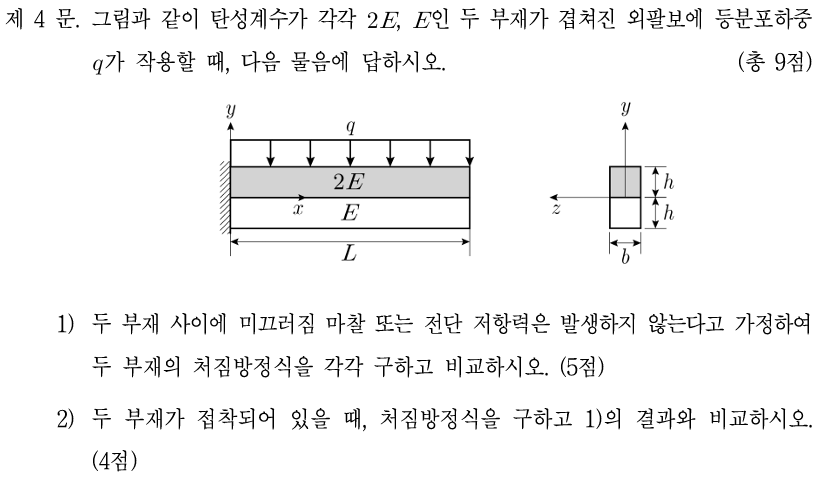 제 4 문. 그림과 같이 탄성계수가 각각 2E, E인 두 부재가 겹쳐진 외팔보에 등분포하중
q가 작용할 때, 다음 물음에 답하시오. (총 9점)
y
q
2E
x
E
L
y
z
h
h
b
1) 두 부재 사이에 미끄러짐 마찰 또는 전단 저항력은 발생하지 않는다고 가정하여
두 부재의 처짐방정식을 각각 구하고 비교하시오. (5점)
2) 두 부재가 접착되어 있을 때, 처짐방정식을 구하고 1)의 결과와 비교하시오.
(4점)